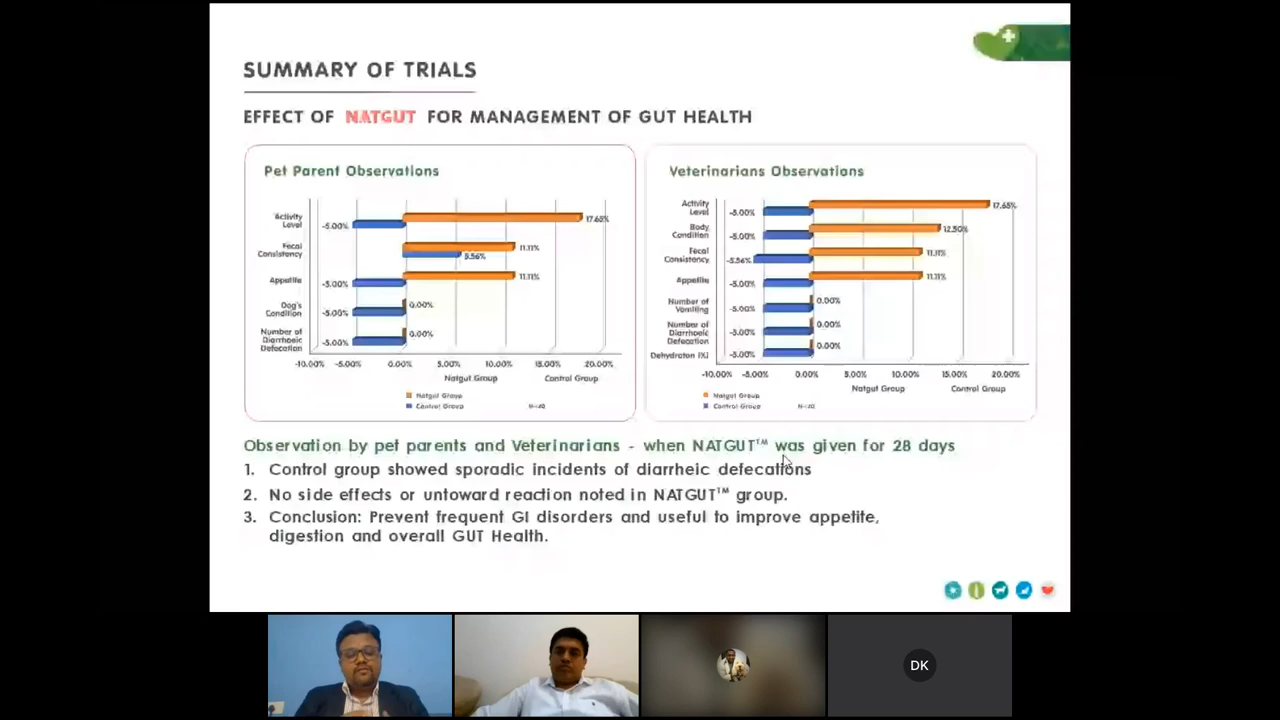 SUMMARY OF TRIALS
EFFECT OF NATGUT FOR MANAGEMENT OF GUT HEALTH
Pet Parent Observations
Activity
Level
-5.00%
17.65%
Fecal
Consistency
11.11%
5.56%
Appetite
-5.00%
11.11%
Dog's
Condition
-5.00%
0.00%
Number of
Diarrhoeic
Defecation
-5.00%
0.00%
-10.00% -5.00% 0.00% 5.00% 10.00% 15.00% 20.00%
Natgut Group Control Group
Natgut Group
Control Group
Veterinarians Observations
Activity
Level
-5.00%
17.65%
Body
Condition
-5.00%
12.50%
Fecal
Consistency
-5.56%
11.11%
Appetite
-5.00%
11.11%
Number of
Vomiting
-5.00%
0.00%
Number of
Diarrhoeic
Defecation
-5.00%
0.00%
-5.00%
0.00%
-10.00% -5.00% 0.00% 5.00% 10.00% 15.00% 20.00%
Natgut Group Control Group
Natgut Group
Control Group
Observation by pet parents and Veterinarians - when NATGUT™ was given for 28 days
1. Control group showed sporadic incidents of diarrheic defecations
2. No side effects or untoward reaction noted in NATGUT™ group.
3. Conclusion: Prevent frequent GI disorders and useful to improve appetite,
digestion and overall GUT Health.
DK